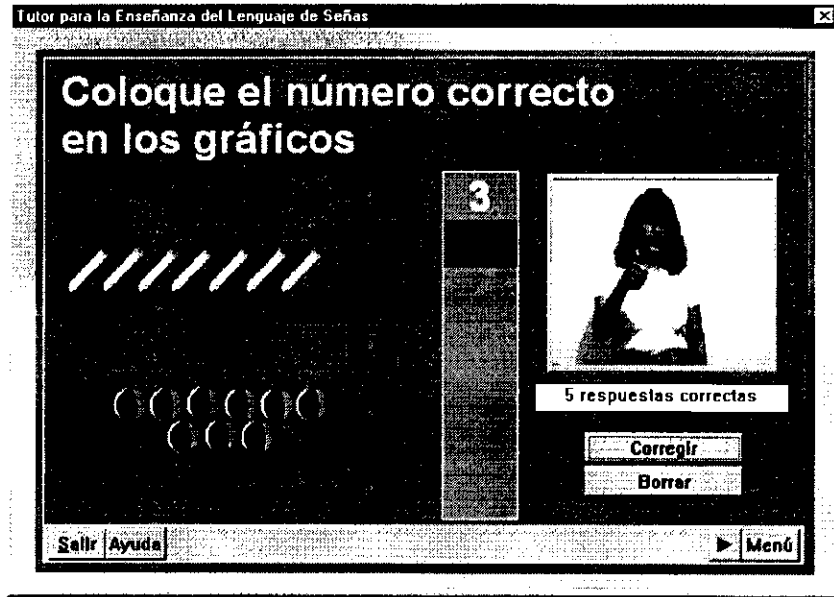 Tutor para la Enseñanza del Lenguaje de Señas
Coloque el número correcto
en los gráficos
3
5 respuestas correctas
Corregir
Borrar
Salir Ayuda Menú